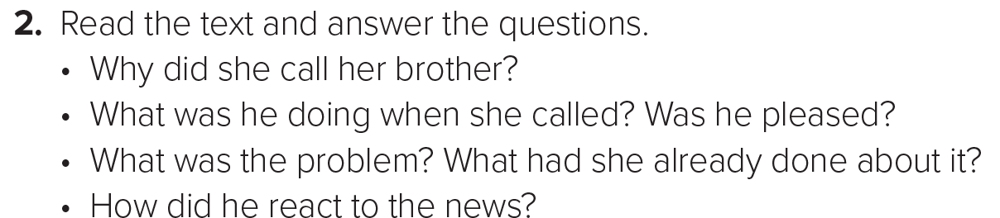 2. Read the text and answer the questions.
• Why did she call her brother?
• What was he doing when she called? Was he pleased?
• What was the problem? What had she already done about it?
• How did he react to the news?